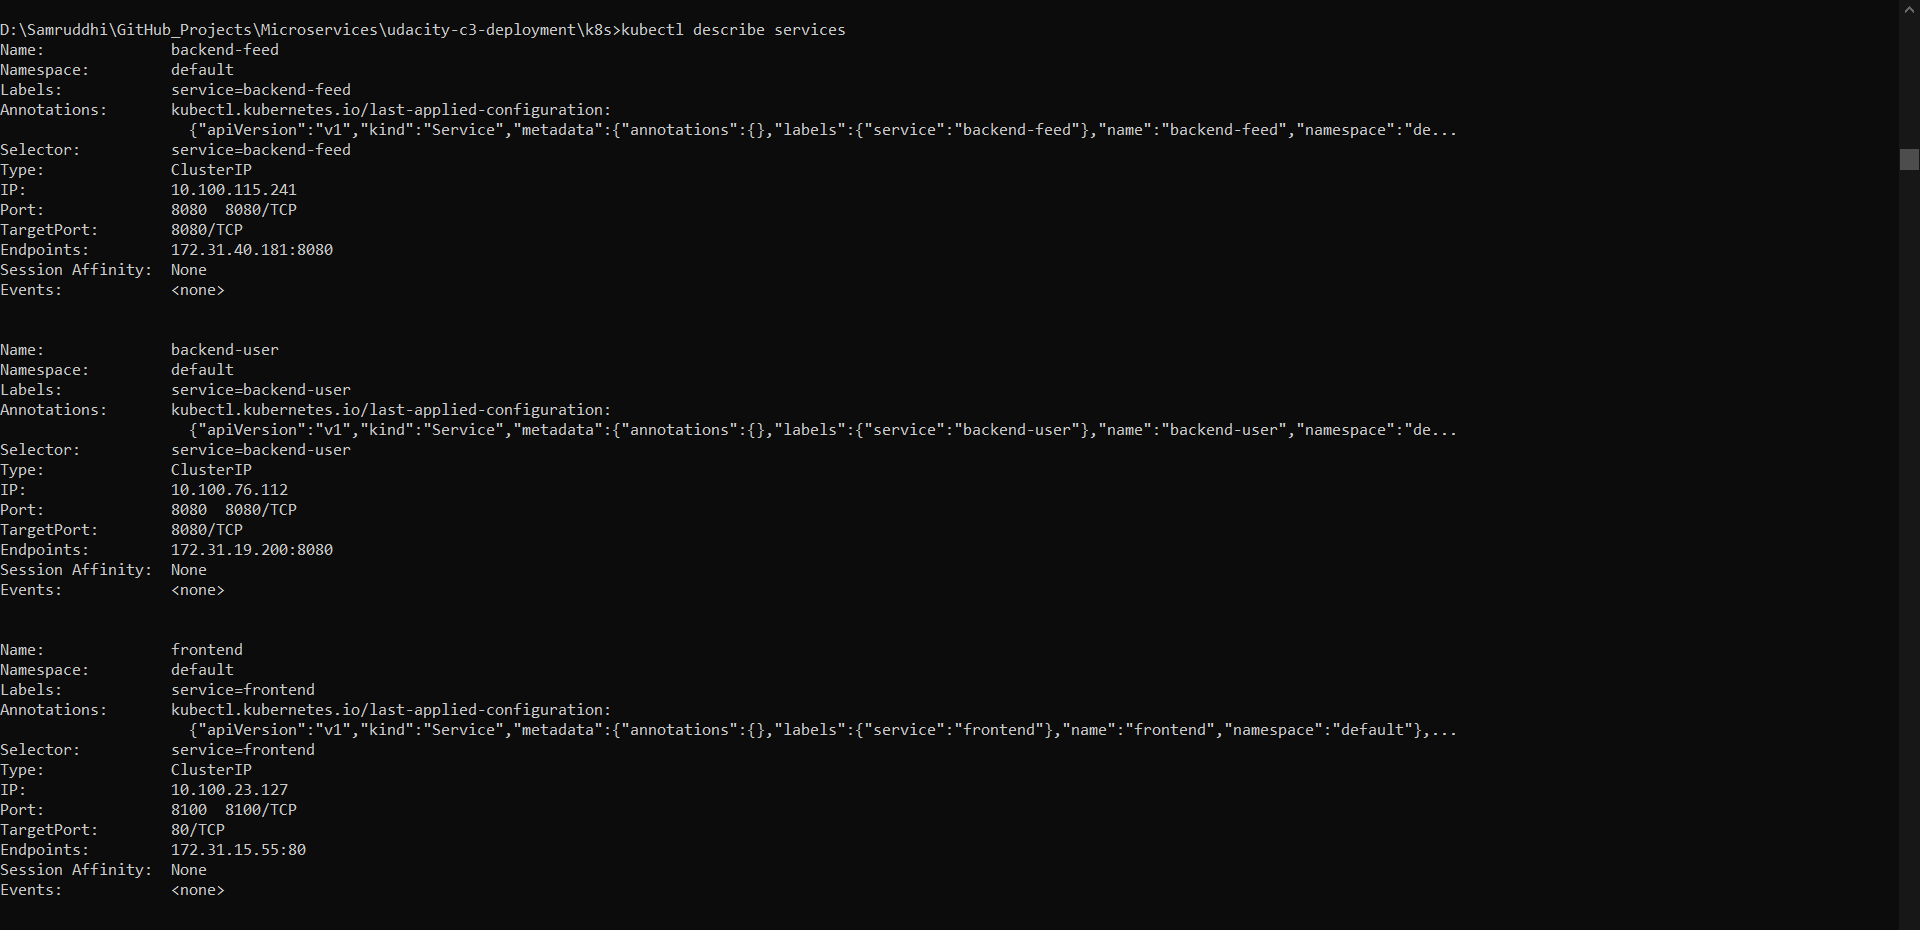 D:\Samruddhi\GitHub_Projects\Microservices\udacity-c3-deployment\k8s>kubectl describe services
Name:              backend-feed
Namespace:         default
Labels:            service=backend-feed
Annotations:       kubectl.kubernetes.io/last-applied-configuration:
                     {"apiVersion":"v1","kind":"Service","metadata":{"annotations":{},"labels":{"service":"backend-feed"},"name":"backend-feed","namespace":"de...
Selector:          service=backend-feed
Type:              ClusterIP
IP:                10.100.115.241
Port:              8080  8080/TCP
TargetPort:        8080/TCP
Endpoints:         172.31.40.181:8080
Session Affinity:  None
Events:            <none>
Name:              backend-user
Namespace:         default
Labels:            service=backend-user
Annotations:       kubectl.kubernetes.io/last-applied-configuration:
                     {"apiVersion":"v1","kind":"Service","metadata":{"annotations":{},"labels":{"service":"backend-user"},"name":"backend-user","namespace":"de...
Selector:          service=backend-user
Type:              ClusterIP
IP:                10.100.76.112
Port:              8080  8080/TCP
TargetPort:        8080/TCP
Endpoints:         172.31.19.200:8080
Session Affinity:  None
Events:            <none>
Name:              frontend
Namespace:         default
Labels:            service=frontend
Annotations:       kubectl.kubernetes.io/last-applied-configuration:
                     {"apiVersion":"v1","kind":"Service","metadata":{"annotations":{},"labels":{"service":"frontend"},"name":"frontend","namespace":"default"},...
Selector:          service=frontend
Type:              ClusterIP
IP:                10.100.23.127
Port:              8100  8100/TCP
TargetPort:        80/TCP
Endpoints:         172.31.15.55:80
Session Affinity:  None
Events:            <none>